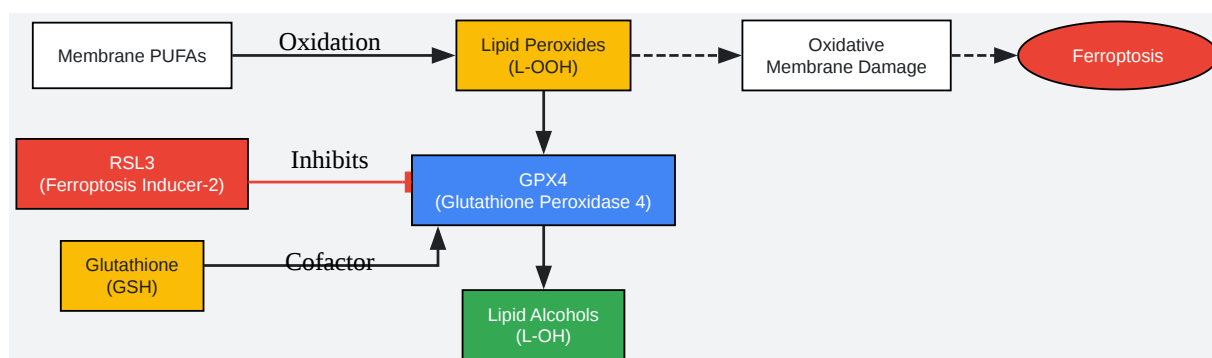 Membrane PUFAs
Oxidation
Lipid Peroxides
(L-OOH)
Oxidative
Membrane Damage
Ferroptosis
RSL3
(Ferroptosis Inducer-2)
Inhibits
GPX4
(Glutathione Peroxidase 4)
Glutathione
(GSH)
Cofactor
Lipid Alcohols
(L-OH)